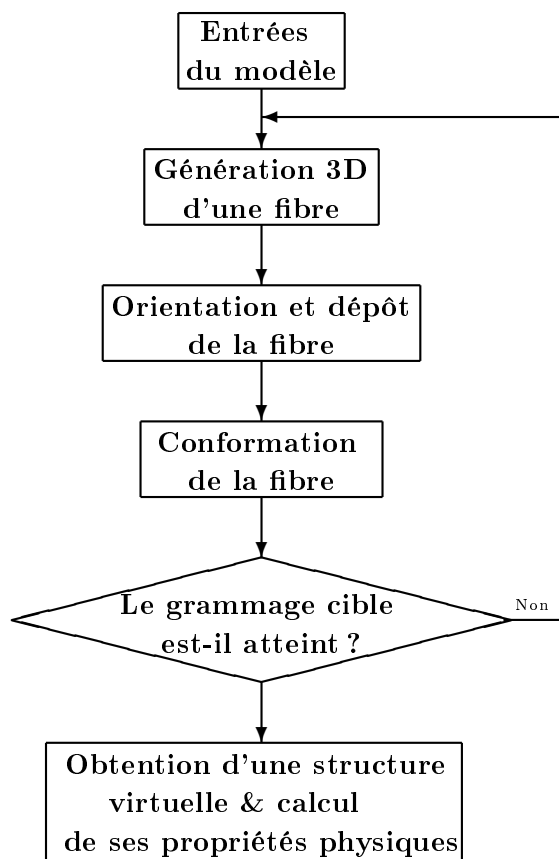 Entrées
du modèle
Génération 3D
d'une fibre
Orientation et dépôt
de la fibre
Conformation
de la fibre
Le grammage cible
est-il atteint ?
Non
Obtention d'une structure
virtuelle & calcul
de ses propriétés physiques